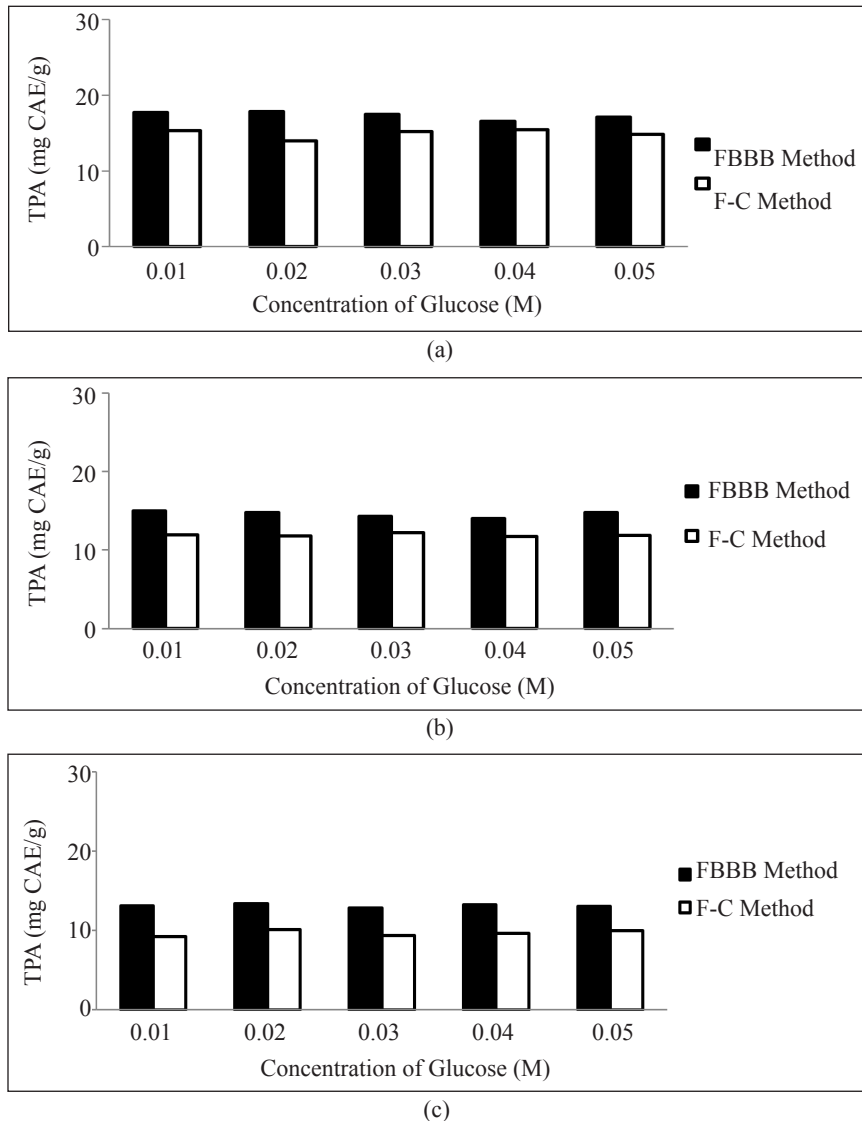 30
20
10
0
TPA (mg CAE/g)
0.01 0.02 0.03 0.04 0.05
Concentration of Glucose (M)
FBBB Method
F-C Method
(a)
30
20
10
0
TPA (mg CAE/g)
0.01 0.02 0.03 0.04 0.05
Concentration of Glucose (M)
FBBB Method
F-C Method
(b)
30
20
10
0
TPA (mg CAE/g)
0.01 0.02 0.03 0.04 0.05
Concentration of Glucose (M)
FBBB Method
F-C Method
(c)